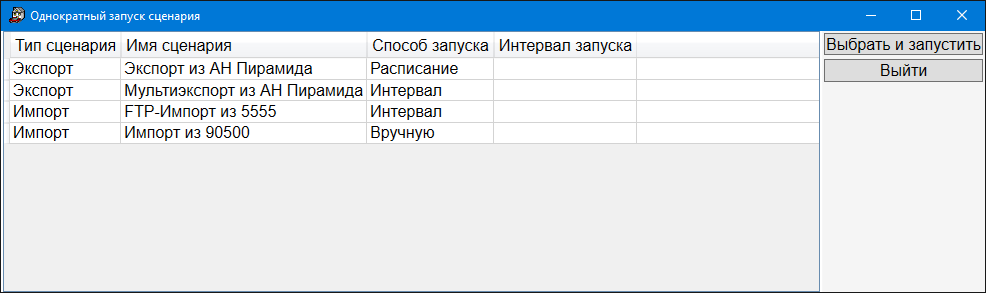 Однократный запуск сценария
Тип сценария Имя сценария Способ запуска Интервал запуска
Экспорт Экспорт из АН Пирамида Расписание
Экспорт Мультиэкспорт из АН Пирамида Интервал
Импорт FTP-Импорт из 5555 Интервал
Импорт Импорт из 90500 Вручную
Выбрать и запустить
Выйти